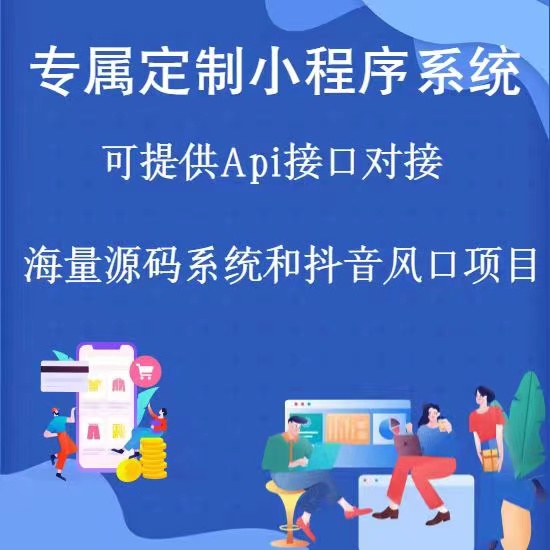 专属定制小程序系统
可提供Api接口对接
海量源码系统和抖音风口项目